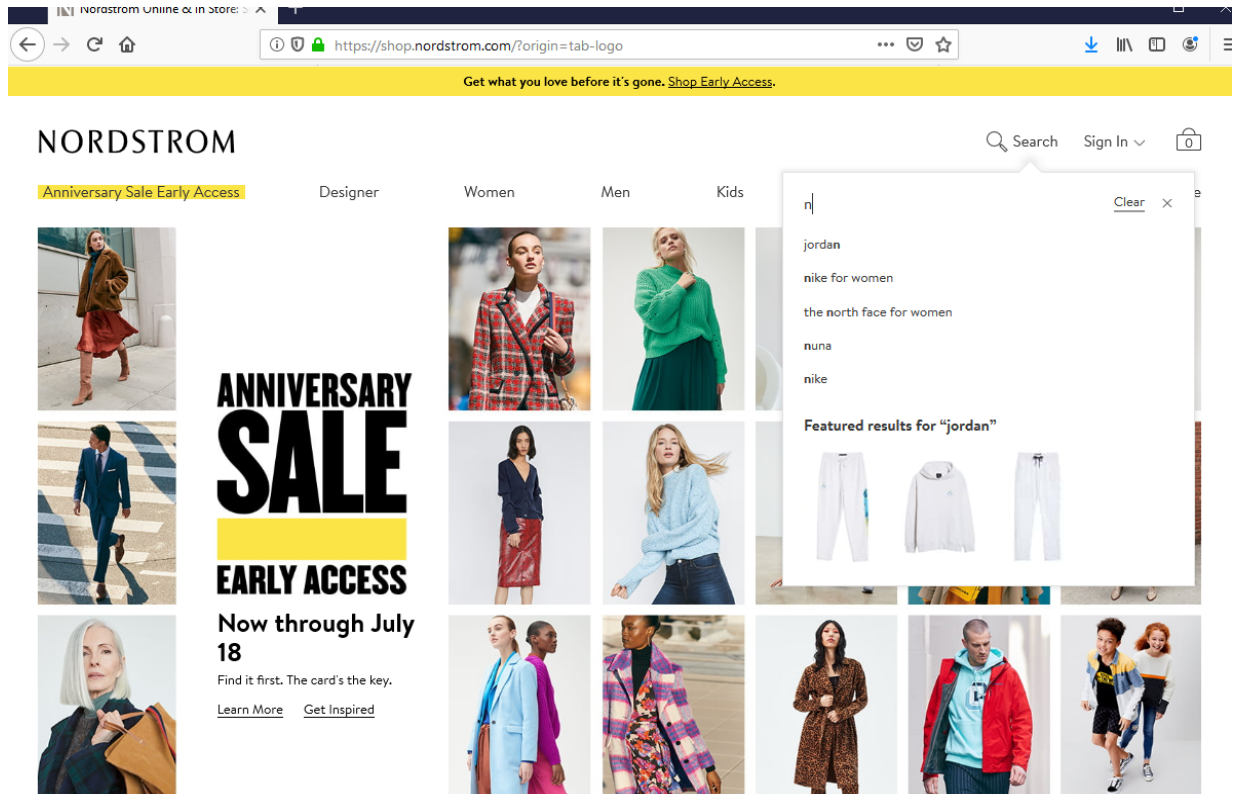 Nordstrom Online & In Store: S
https://shop.nordstrom.com/?origin=tab-logo
Get what you love before it's gone. Shop Early Access.
NORDSTROM
Search
Sign In
0
Anniversary Sale Early Access
Designer
Women
Men
Kids
e
n
Clear
jordan
nike for women
the north face for women
nuna
nike
Featured results for “jordan”
ANNIVERSARY
SALE
EARLY ACCESS
Now through July
18
Find it first. The card's the key.
Learn More
Get Inspired